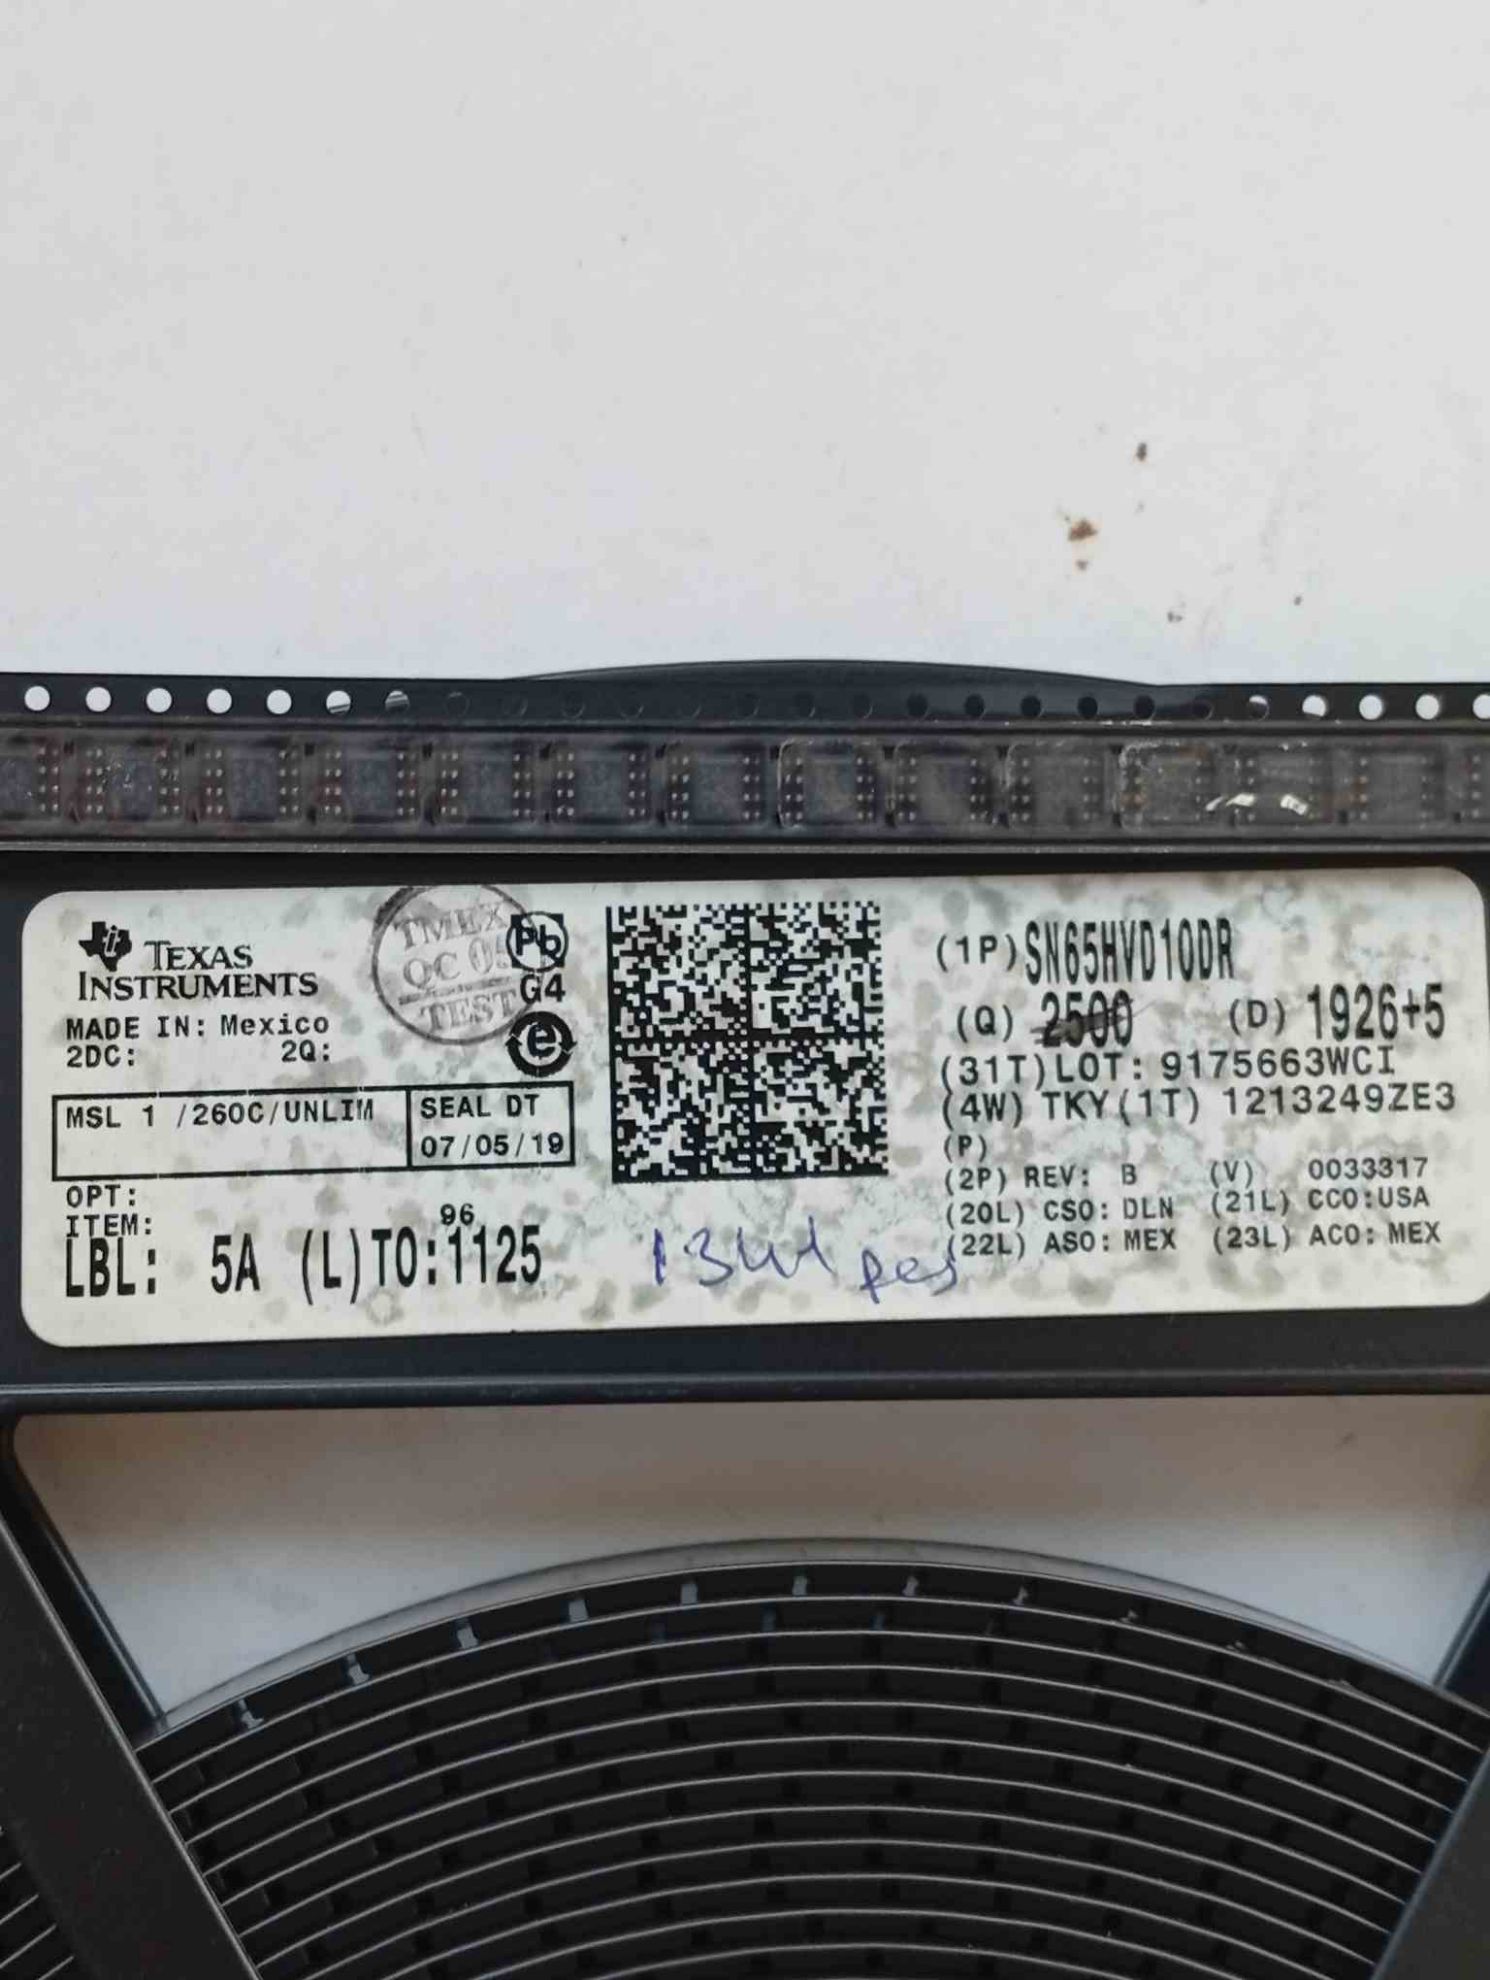 TEXAS
INSTRUMENTS
MADE IN: Mexico
2DC: 2Q:
TMEX
QC 05
TEST
Pb
G4
e
MSL 1 /260C/UNLIM
SEAL DT
07/05/19
OPT:
ITEM:
96
LBL: 5A (L)TO:1125
(1P)SN65HVD10DR
(Q) 2500 (D) 1926+5
(31T)LOT: 9175663WCI
(4W) TKY(1T) 1213249ZE3
(P)
(2P) REV: B (V) 0033317
(20L) CSO: DLN (21L) CCO:USA
(22L) ASO: MEX (23L) ACO: MEX
pcs